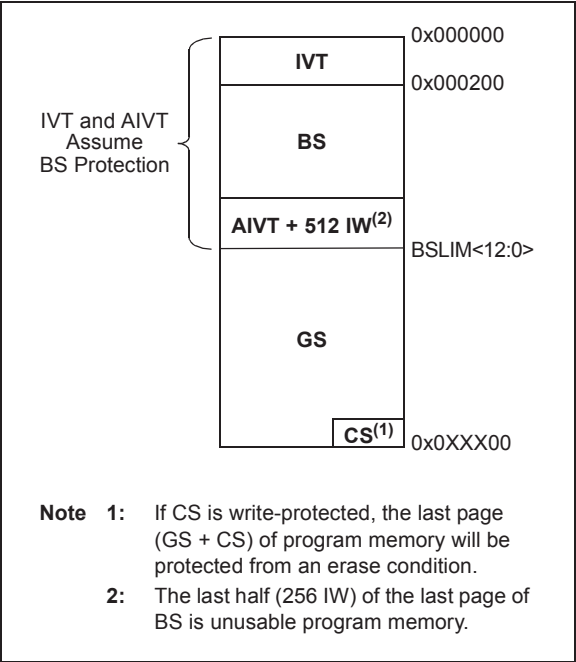 0x000000
IVT
0x000200
IVT and AIVT
Assume
BS Protection
BS
AIVT + 512 IW(2)
BSLIM<12:0>
GS
CS(1)
0x0XXX00
Note 1: If CS is write-protected, the last page
(GS + CS) of program memory will be
protected from an erase condition.
2: The last half (256 IW) of the last page of
BS is unusable program memory.